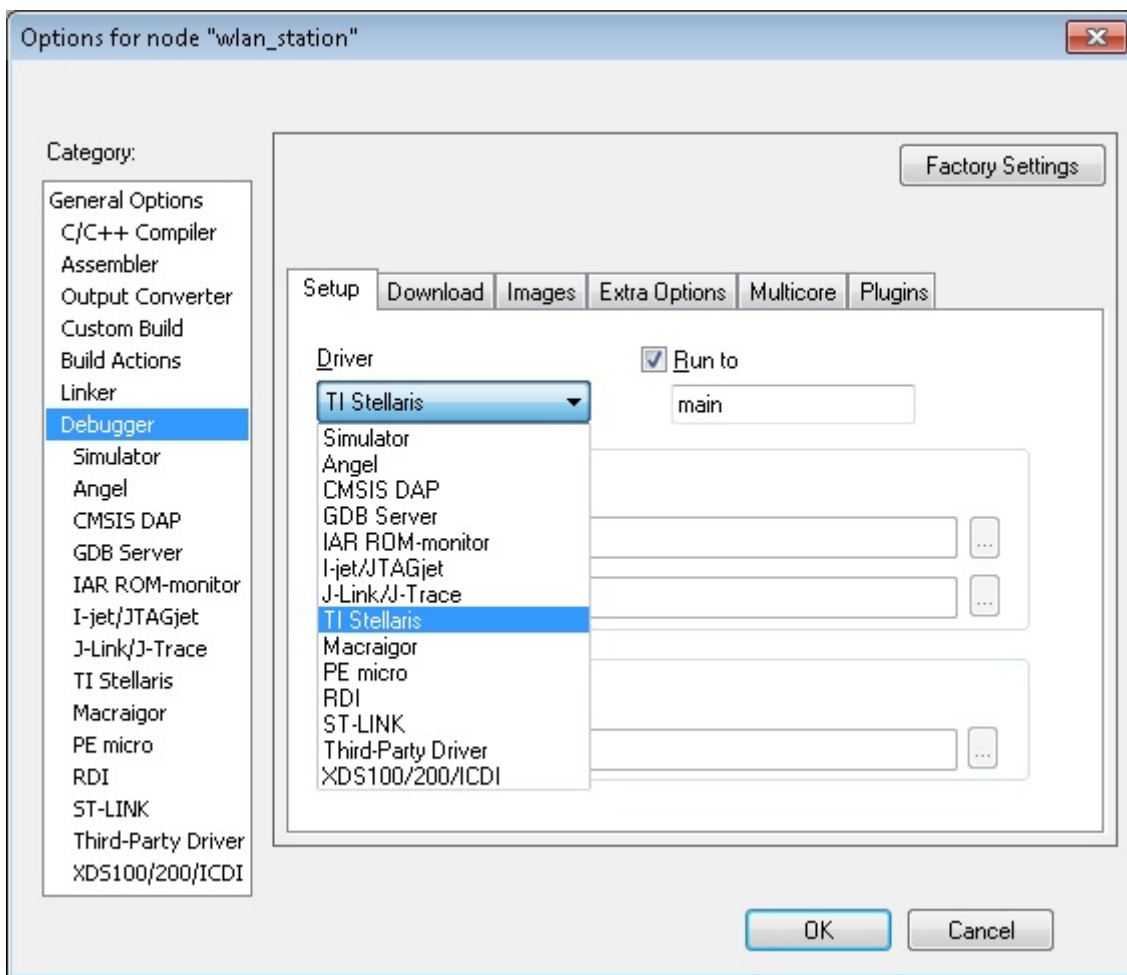 Options for node "wlan_station"
Category:
General Options
C/C++ Compiler
Assembler
Output Converter
Custom Build
Build Actions
Linker
Debugger
Simulator
Angel
CMSIS DAP
GDB Server
IAR ROM-monitor
I-jet/JTAGjet
J-Link/J-Trace
TI Stellaris
Macraigor
PE micro
RDI
ST-LINK
Third-Party Driver
XDS100/200/ICDI
Factory Settings
Setup Download Images Extra Options Multicore Plugins
Driver Run to
TI Stellaris main
Simulator
Angel
CMSIS DAP
GDB Server
IAR ROM-monitor
I-jet/JTAGjet
J-Link/J-Trace
TI Stellaris
Macraigor
PE micro
RDI
ST-LINK
Third-Party Driver
XDS100/200/ICDI
...
...
...
OK Cancel